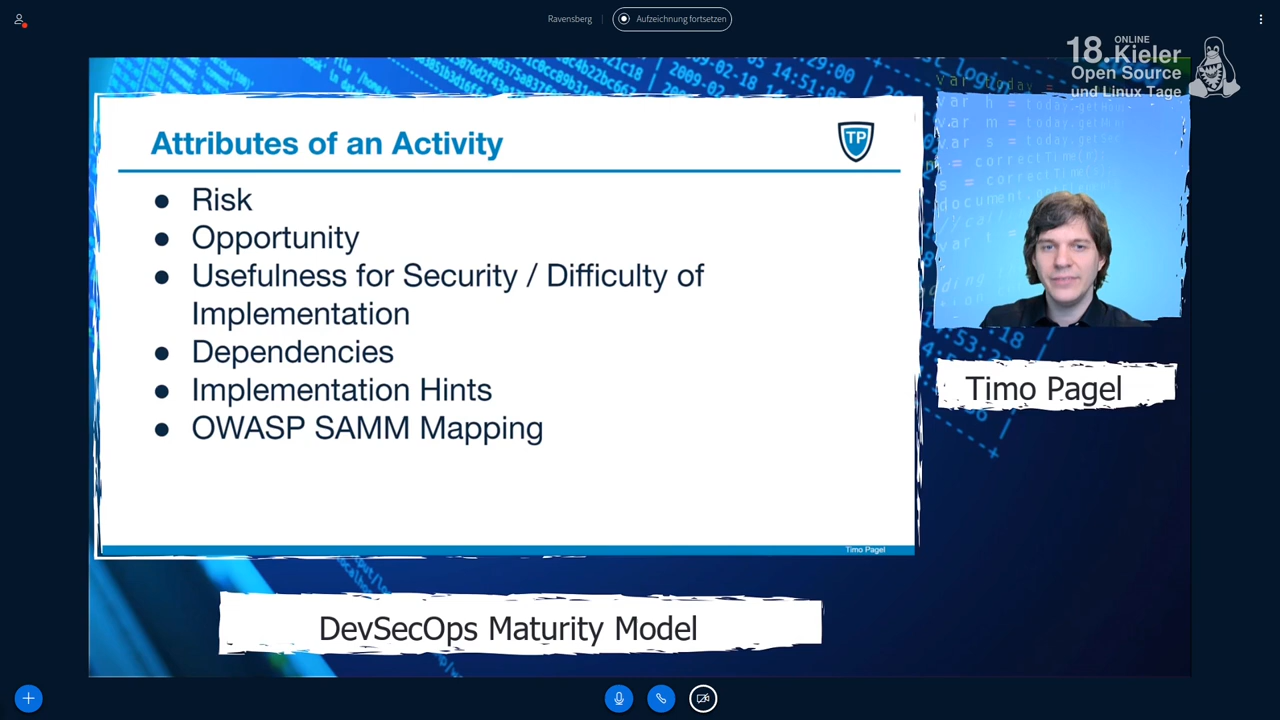 Ravensberg
Aufzeichnung fortsetzen
ONLINE
18.Kieler
Open Source
und Linux Tage
Attributes of an Activity
TP
● Risk
● Opportunity
● Usefulness for Security / Difficulty of
Implementation
● Dependencies
● Implementation Hints
● OWASP SAMM Mapping
Timo Pagel
Timo Pagel
DevSecOps Maturity Model